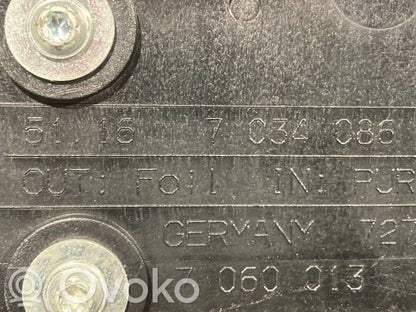 51.16 7 034 086
OUT: Foil IN: PUR
GERMANY 727
7 060 013
Ovoko